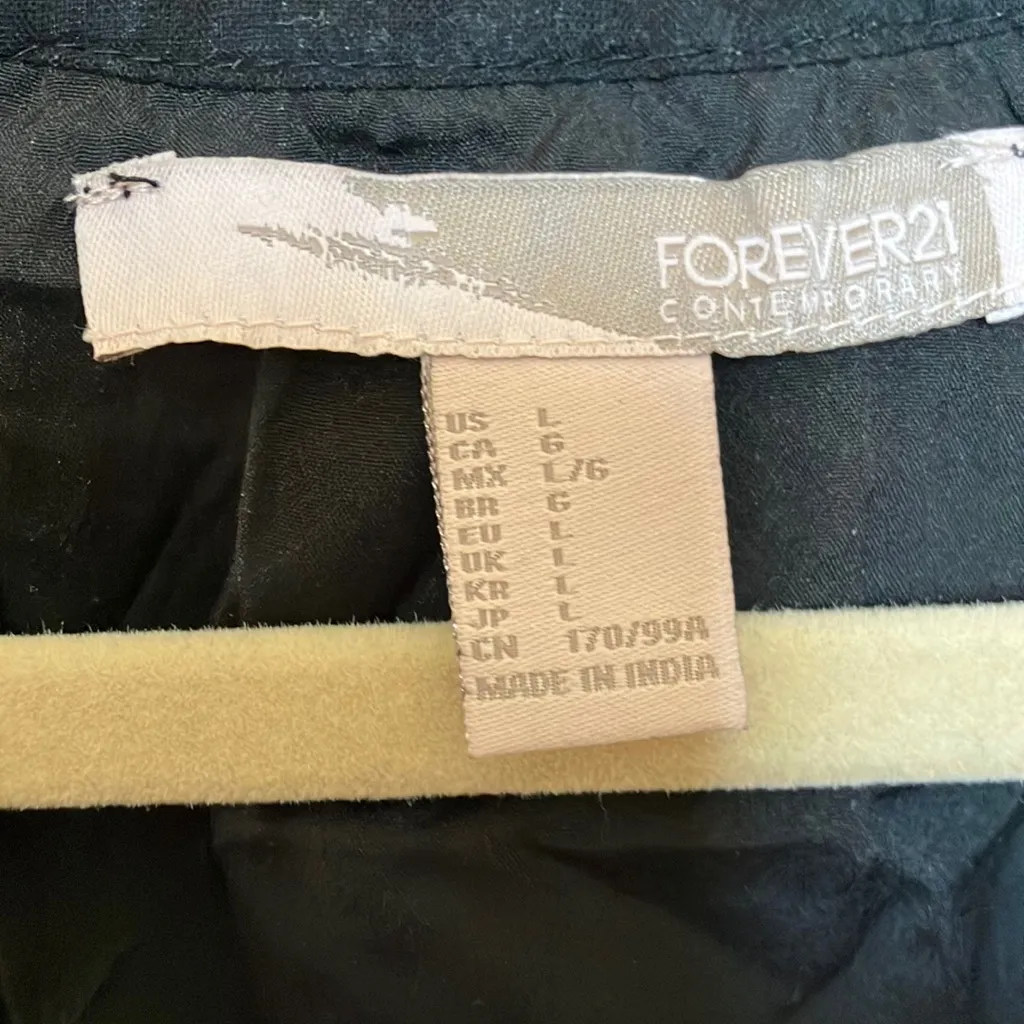 FOREVER21
CONTEMPORARY
US L
CA G
MX L/G
BR G
EU L
UK L
KR L
JP L
CN 170/99A
MADE IN INDIA